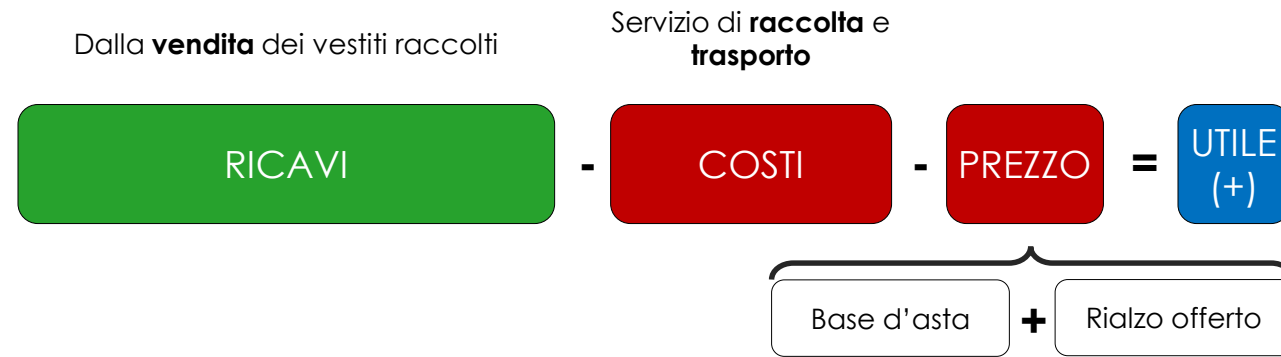 Dalla vendita dei vestiti raccolti
Servizio di raccolta e
trasporto
RICAVI - COSTI - PREZZO = UTILE
(+)
Base d'asta + Rialzo offerto